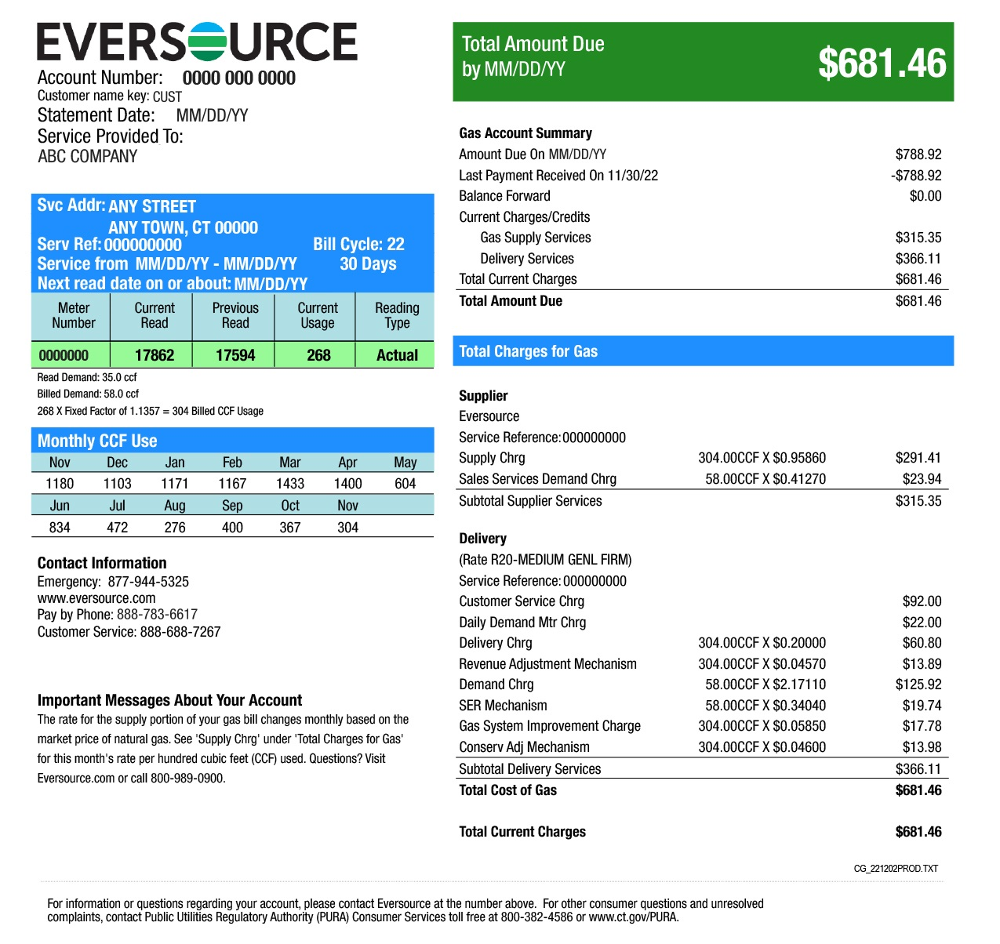 EVERSOURCE
Account Number: 0000 000 0000
Customer name key: CUST
Statement Date: MM/DD/YY
Service Provided To:
ABC COMPANY
Svc Addr: ANY STREET
ANY TOWN, CT 00000
Serv Ref: 000000000 Bill Cycle: 22
Service from MM/DD/YY - MM/DD/YY 30 Days
Next read date on or about: MM/DD/YY
Meter Number Current Read Previous Read Current Usage Reading Type
0000000 17862 17594 268 Actual
Read Demand: 35.0 ccf
Billed Demand: 58.0 ccf
268 X Fixed Factor of 1.1357 = 304 Billed CCF Usage
Monthly CCF Use
Nov Dec Jan Feb Mar Apr May
1180 1103 1171 1167 1433 1400 604
Jun Jul Aug Sep Oct Nov
834 472 276 400 367 304
Contact Information
Emergency: 877-944-5325
www.eversource.com
Pay by Phone: 888-783-6617
Customer Service: 888-688-7267
Important Messages About Your Account
The rate for the supply portion of your gas bill changes monthly based on the
market price of natural gas. See 'Supply Chrg' under 'Total Charges for Gas'
for this month's rate per hundred cubic feet (CCF) used. Questions? Visit
Eversource.com or call 800-989-0900.
Total Amount Due
by MM/DD/YY
$681.46
Gas Account Summary
Amount Due On MM/DD/YY $788.92
Last Payment Received On 11/30/22 -$788.92
Balance Forward $0.00
Current Charges/Credits
Gas Supply Services $315.35
Delivery Services $366.11
Total Current Charges $681.46
Total Amount Due $681.46
Total Charges for Gas
Supplier
Eversource
Service Reference: 000000000
Supply Chrg 304.00CCF X $0.95860 $291.41
Sales Services Demand Chrg 58.00CCF X $0.41270 $23.94
Subtotal Supplier Services $315.35
Delivery
(Rate R20-MEDIUM GENL FIRM)
Service Reference: 000000000
Customer Service Chrg $92.00
Daily Demand Mtr Chrg $22.00
Delivery Chrg 304.00CCF X $0.20000 $60.80
Revenue Adjustment Mechanism 304.00CCF X $0.04570 $13.89
Demand Chrg 58.00CCF X $2.17110 $125.92
SER Mechanism 58.00CCF X $0.34040 $19.74
Gas System Improvement Charge 304.00CCF X $0.05850 $17.78
Conserv Adj Mechanism 304.00CCF X $0.04600 $13.98
Subtotal Delivery Services $366.11
Total Cost of Gas $681.46
Total Current Charges $681.46
CG_221202PROD.TXT
For information or questions regarding your account, please contact Eversource at the number above. For other consumer questions and unresolved
complaints, contact Public Utilities Regulatory Authority (PURA) Consumer Services toll free at 800-382-4586 or www.ct.gov/PURA.